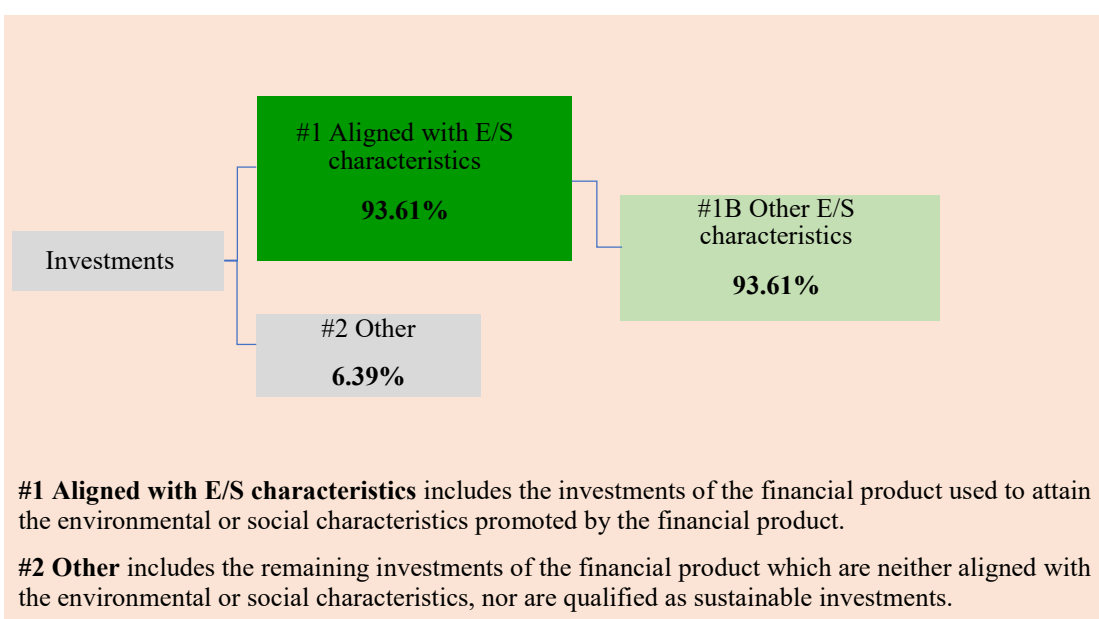 #1 Aligned with E/S
characteristics
93.61%
#1B Other E/S
characteristics
93.61%
Investments
#2 Other
6.39%
#1 Aligned with E/S characteristics includes the investments of the financial product used to attain
the environmental or social characteristics promoted by the financial product.
#2 Other includes the remaining investments of the financial product which are neither aligned with
the environmental or social characteristics, nor are qualified as sustainable investments.